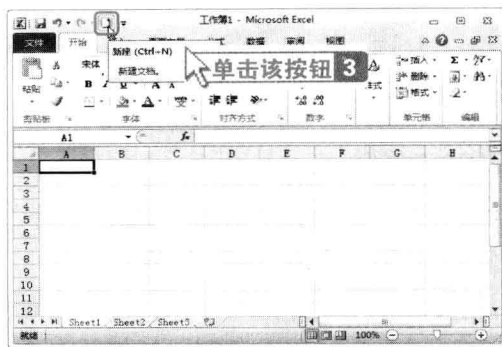 工作簿1 - Microsoft Excel
文件 开始 数据 审阅 视图
新建 (Ctrl+N)
新建文档。
单击该按钮 3
宋体
粘贴
B
A
插入
删除
格式
Σ
剪贴板 字体 对齐方式 数字 单元格 编辑
A1 fx
A B C D E F G H
1
2
3
4
5
6
7
8
9
10
11
12
Sheet1 Sheet2 Sheet3
就绪 100%